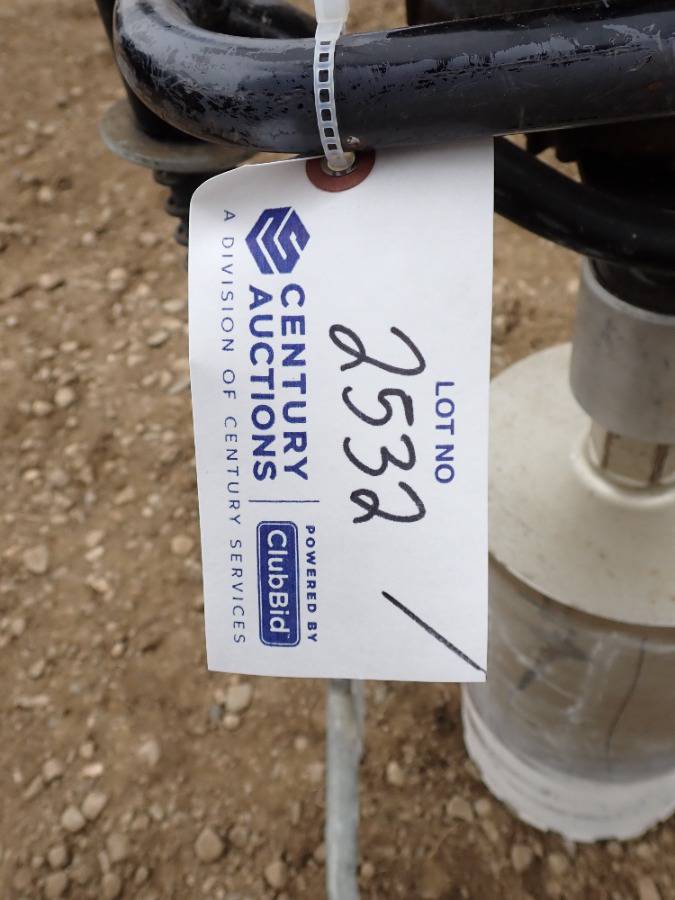 LOT NO
2532 /
CENTURY
AUCTIONS
POWERED BY
ClubBid
A DIVISION OF CENTURY SERVICES